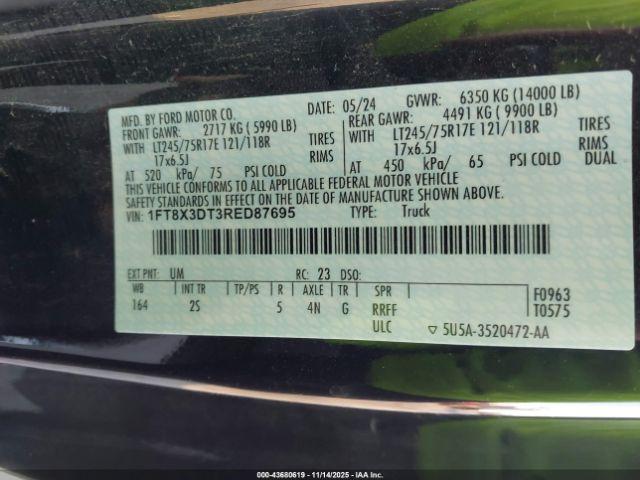 MFD. BY FORD MOTOR CO. DATE: 05/24 GVWR: 6350 KG (14000 LB)
FRONT GAWR: 2717 KG (5990 LB) REAR GAWR: 4491 KG (9900 LB)
WITH LT245/75R17E 121/118R TIRES WITH LT245/75R17E 121/118R TIRES
17x6.5J RIMS 17x6.5J RIMS
AT 520 kPa/ 75 PSI COLD AT 450 kPa/ 65 PSI COLD DUAL
THIS VEHICLE CONFORMS TO ALL APPLICABLE FEDERAL MOTOR VEHICLE
SAFETY STANDARDS IN EFFECT ON THE DATE OF MANUFACTURE SHOWN ABOVE.
VIN: 1FT8X3DT3RED87695 TYPE: Truck
EXT PNT: UM RC: 23 DSO:
WB INT TR TP/PS R AXLE TR SPR F0963
164 2S 5 4N G RRFF T0575
ULC ▽ 5U5A-3520472-AA
000-43680619 - 11/14/2025 - IAA Inc.